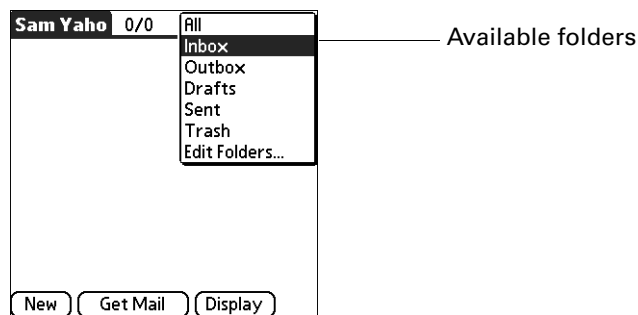 Sam Yaho 0/0 All
Inbox
Available folders
Outbox
Drafts
Sent
Trash
Edit Folders...
New Get Mail Display